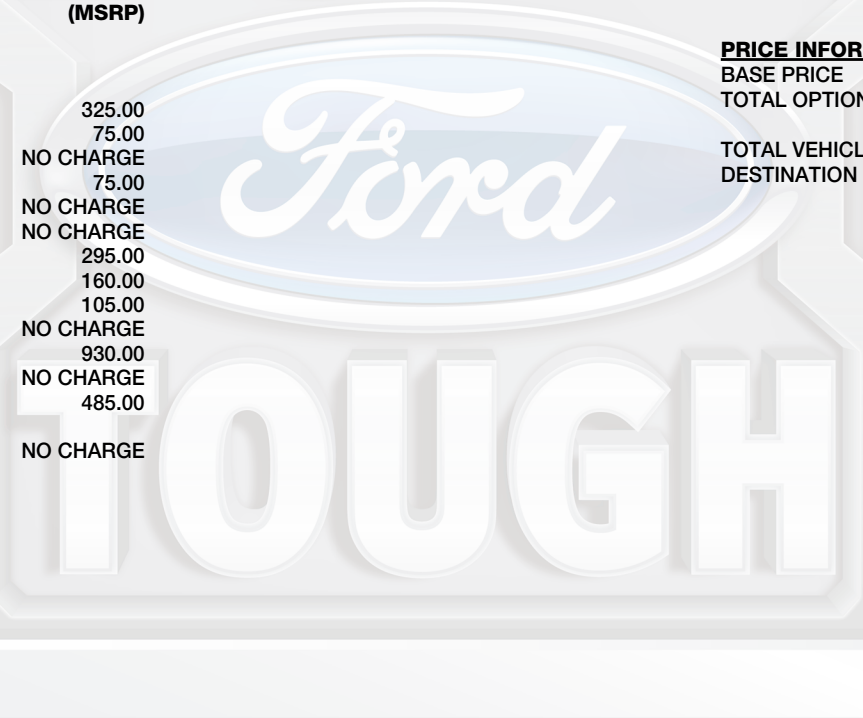 (MSRP)
325.00
75.00
NO CHARGE
75.00
NO CHARGE
NO CHARGE
295.00
160.00
105.00
NO CHARGE
930.00
NO CHARGE
485.00
NO CHARGE
PRICE INFOR
BASE PRICE
TOTAL OPTION
TOTAL VEHICL
DESTINATION
Ford
TOUGH